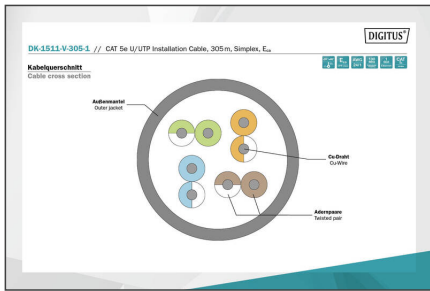 DIGITUS®
DK-1511-V-305-1 // CAT 5e U/UTP Installation Cable, 305 m, Simplex, Eca
Kabelquerschnitt
Cable cross section
Außenmantel
Outer jacket
Cu-Draht
Cu-Wire
Adernpaare
Twisted pair